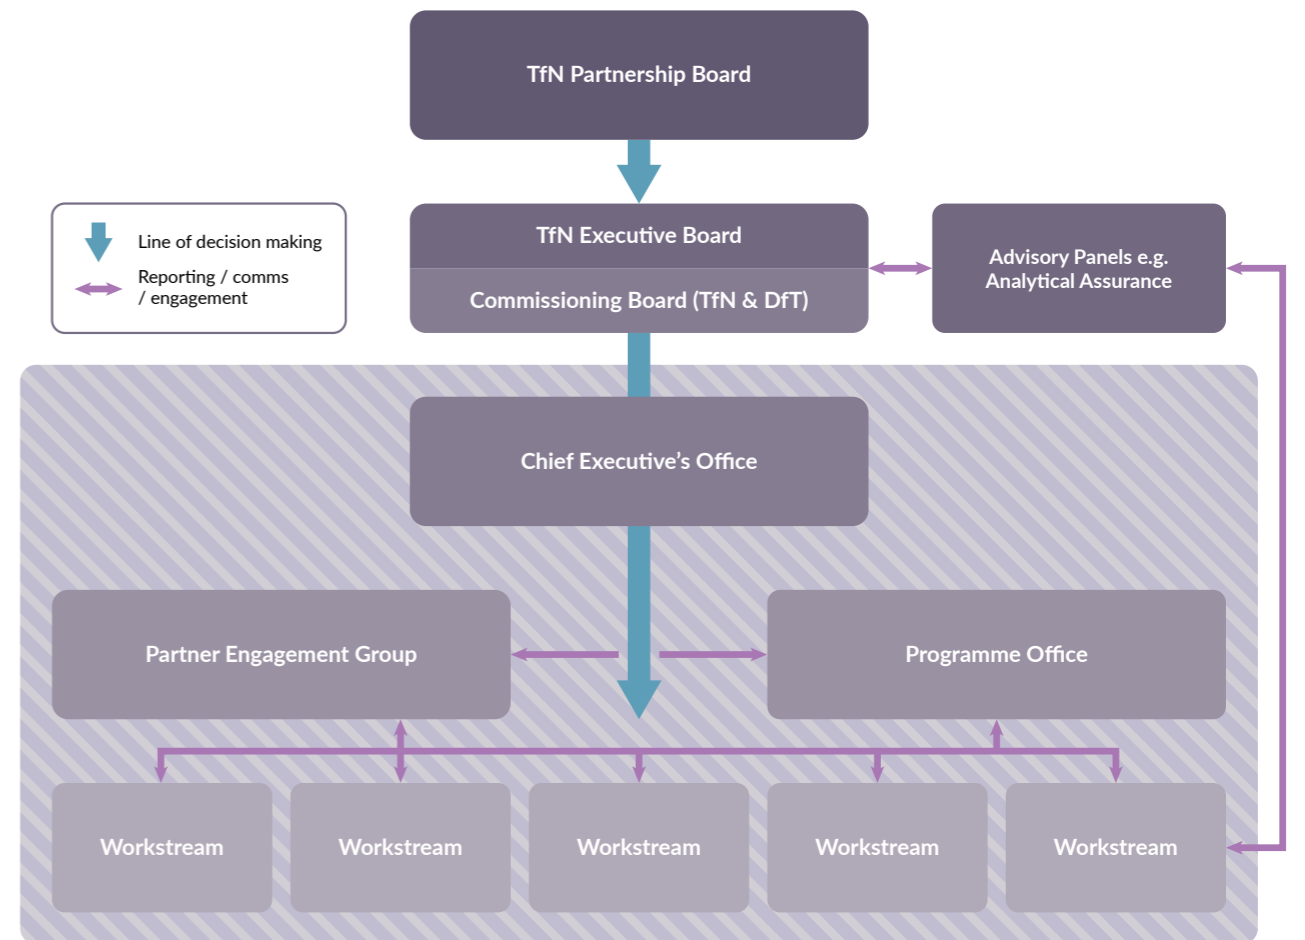 TfN Partnership Board
Line of decision making
Reporting / comms
/ engagement
TfN Executive Board
Commissioning Board (TfN & DfT)
Advisory Panels e.g.
Analytical Assurance
Chief Executive’s Office
Partner Engagement Group
Programme Office
Workstream
Workstream
Workstream
Workstream
Workstream